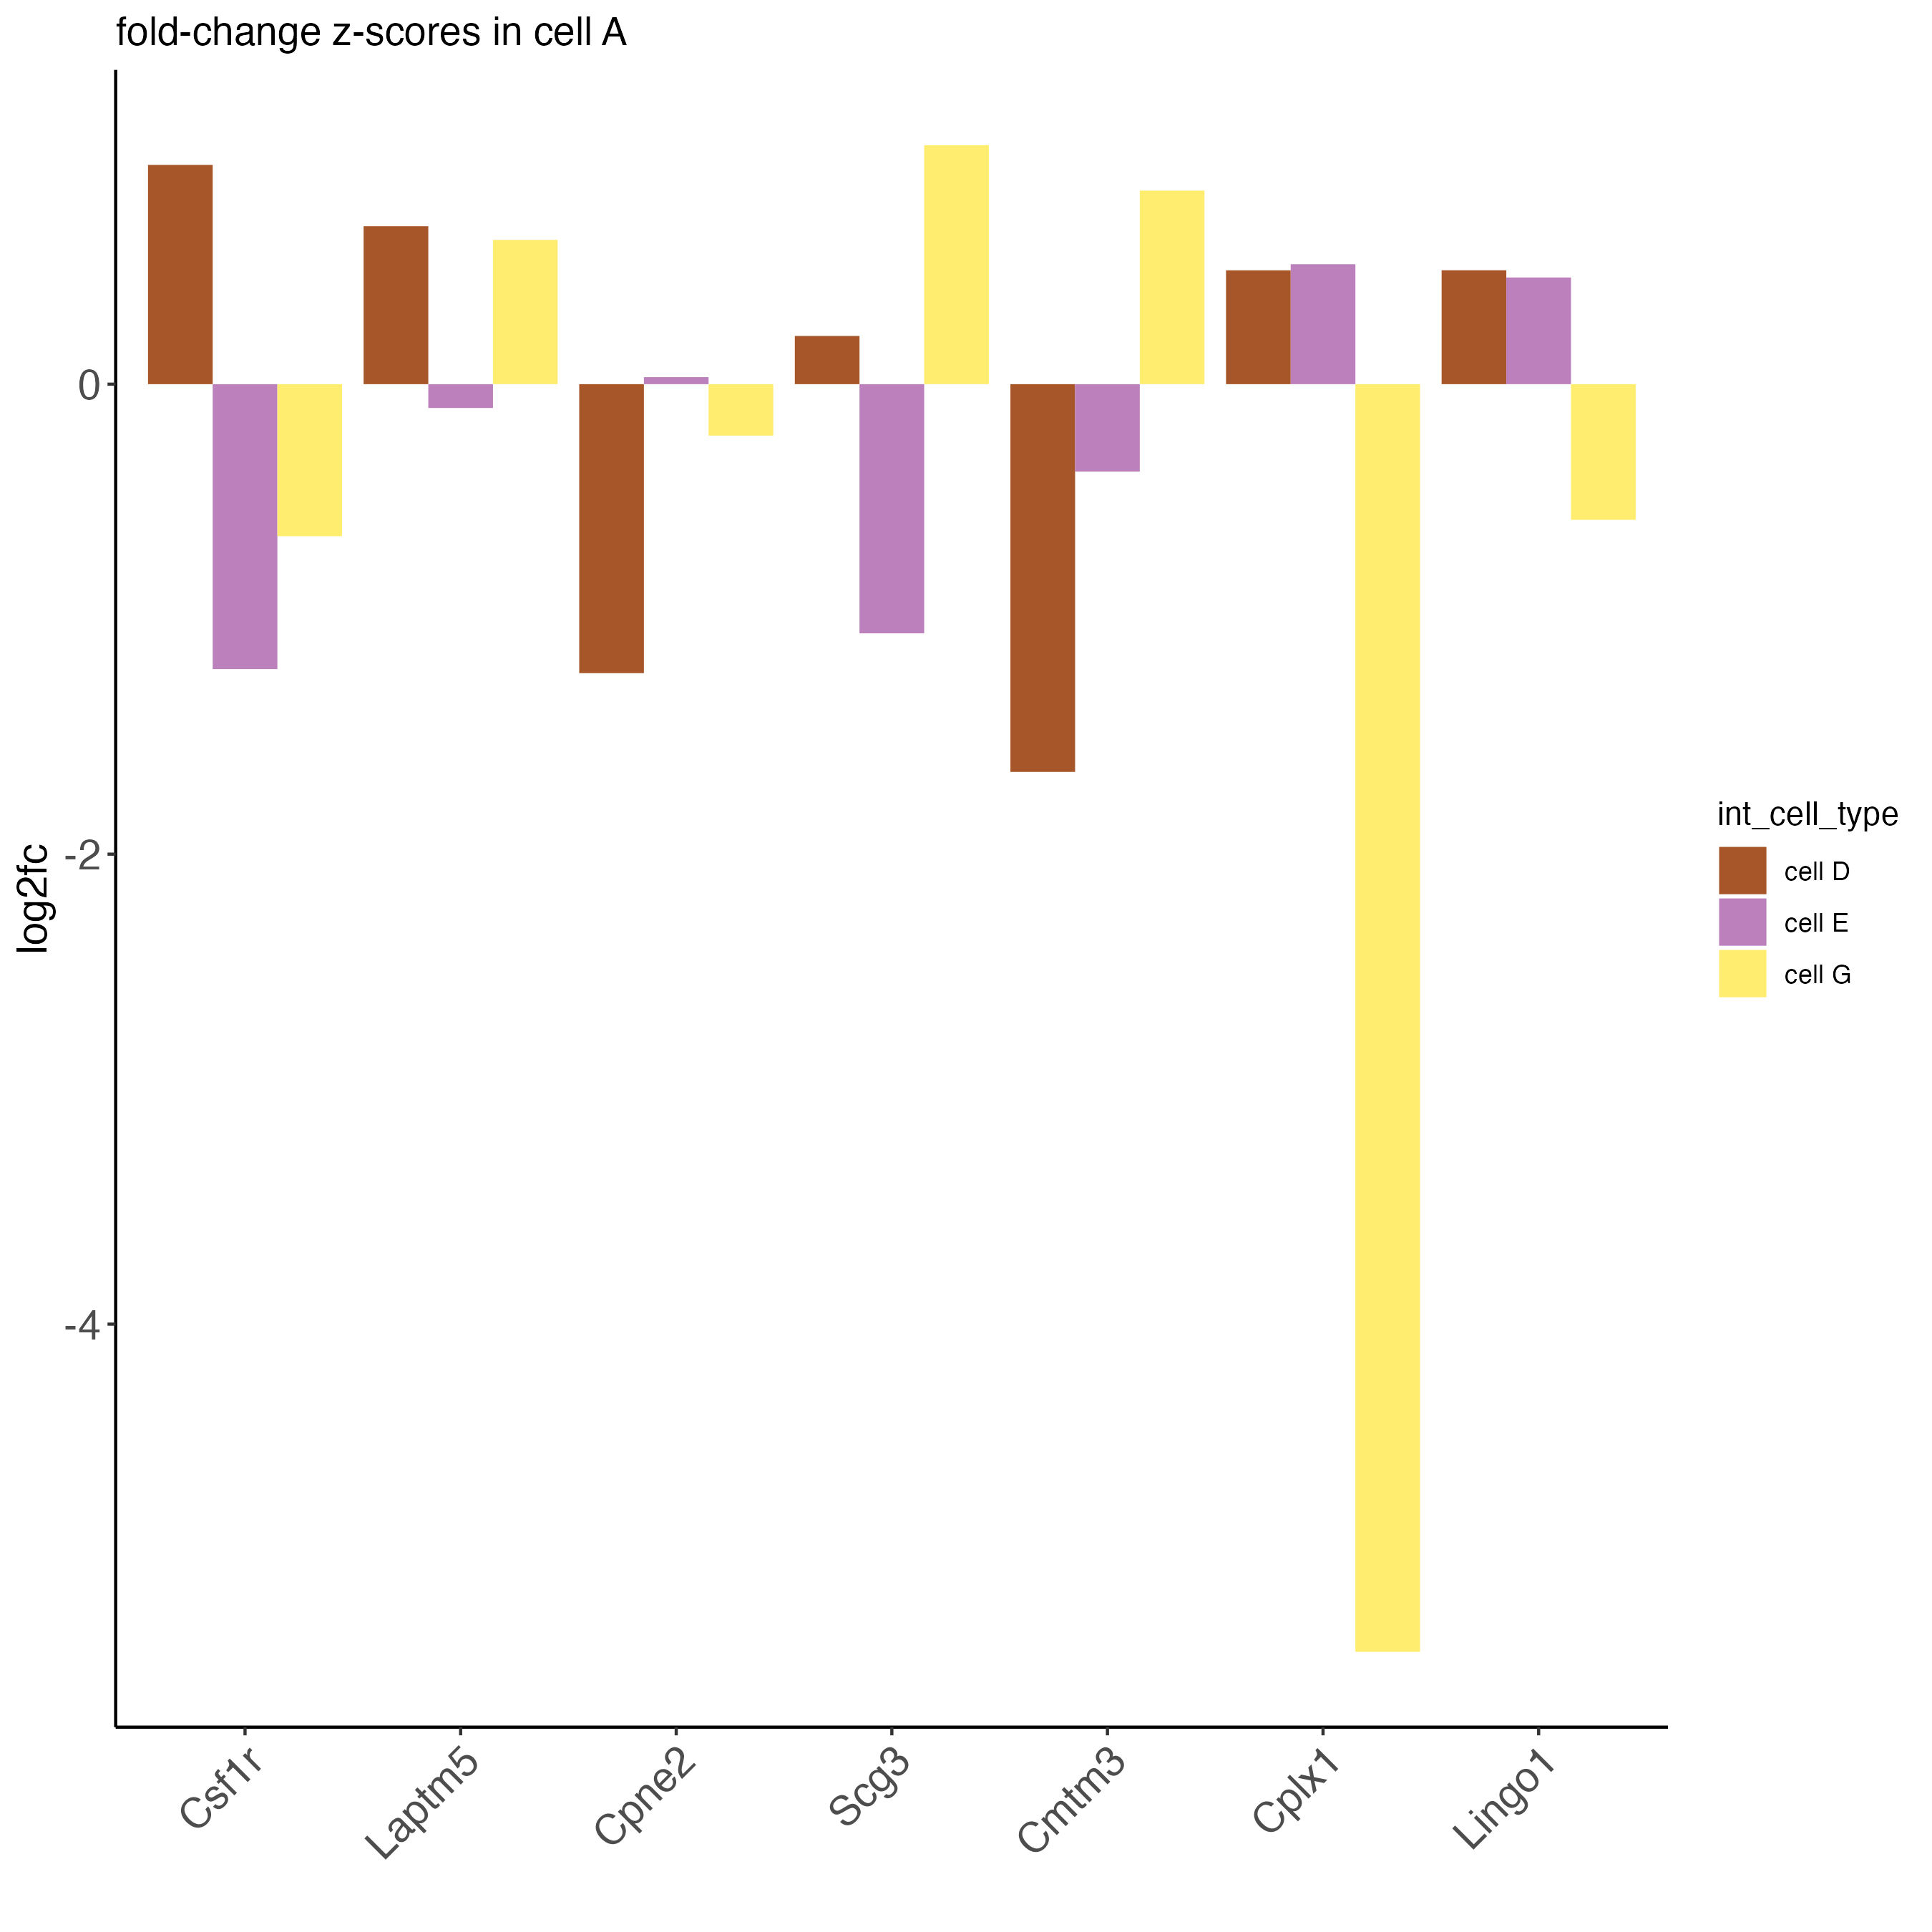 fold-change z-scores in cell A
log2fc
0
-2
-4
Csf1r
Laptm5
Cpne2
Scg3
Cmtm3
Cplx1
Lingo1
int_cell_type
cell D
cell E
cell G